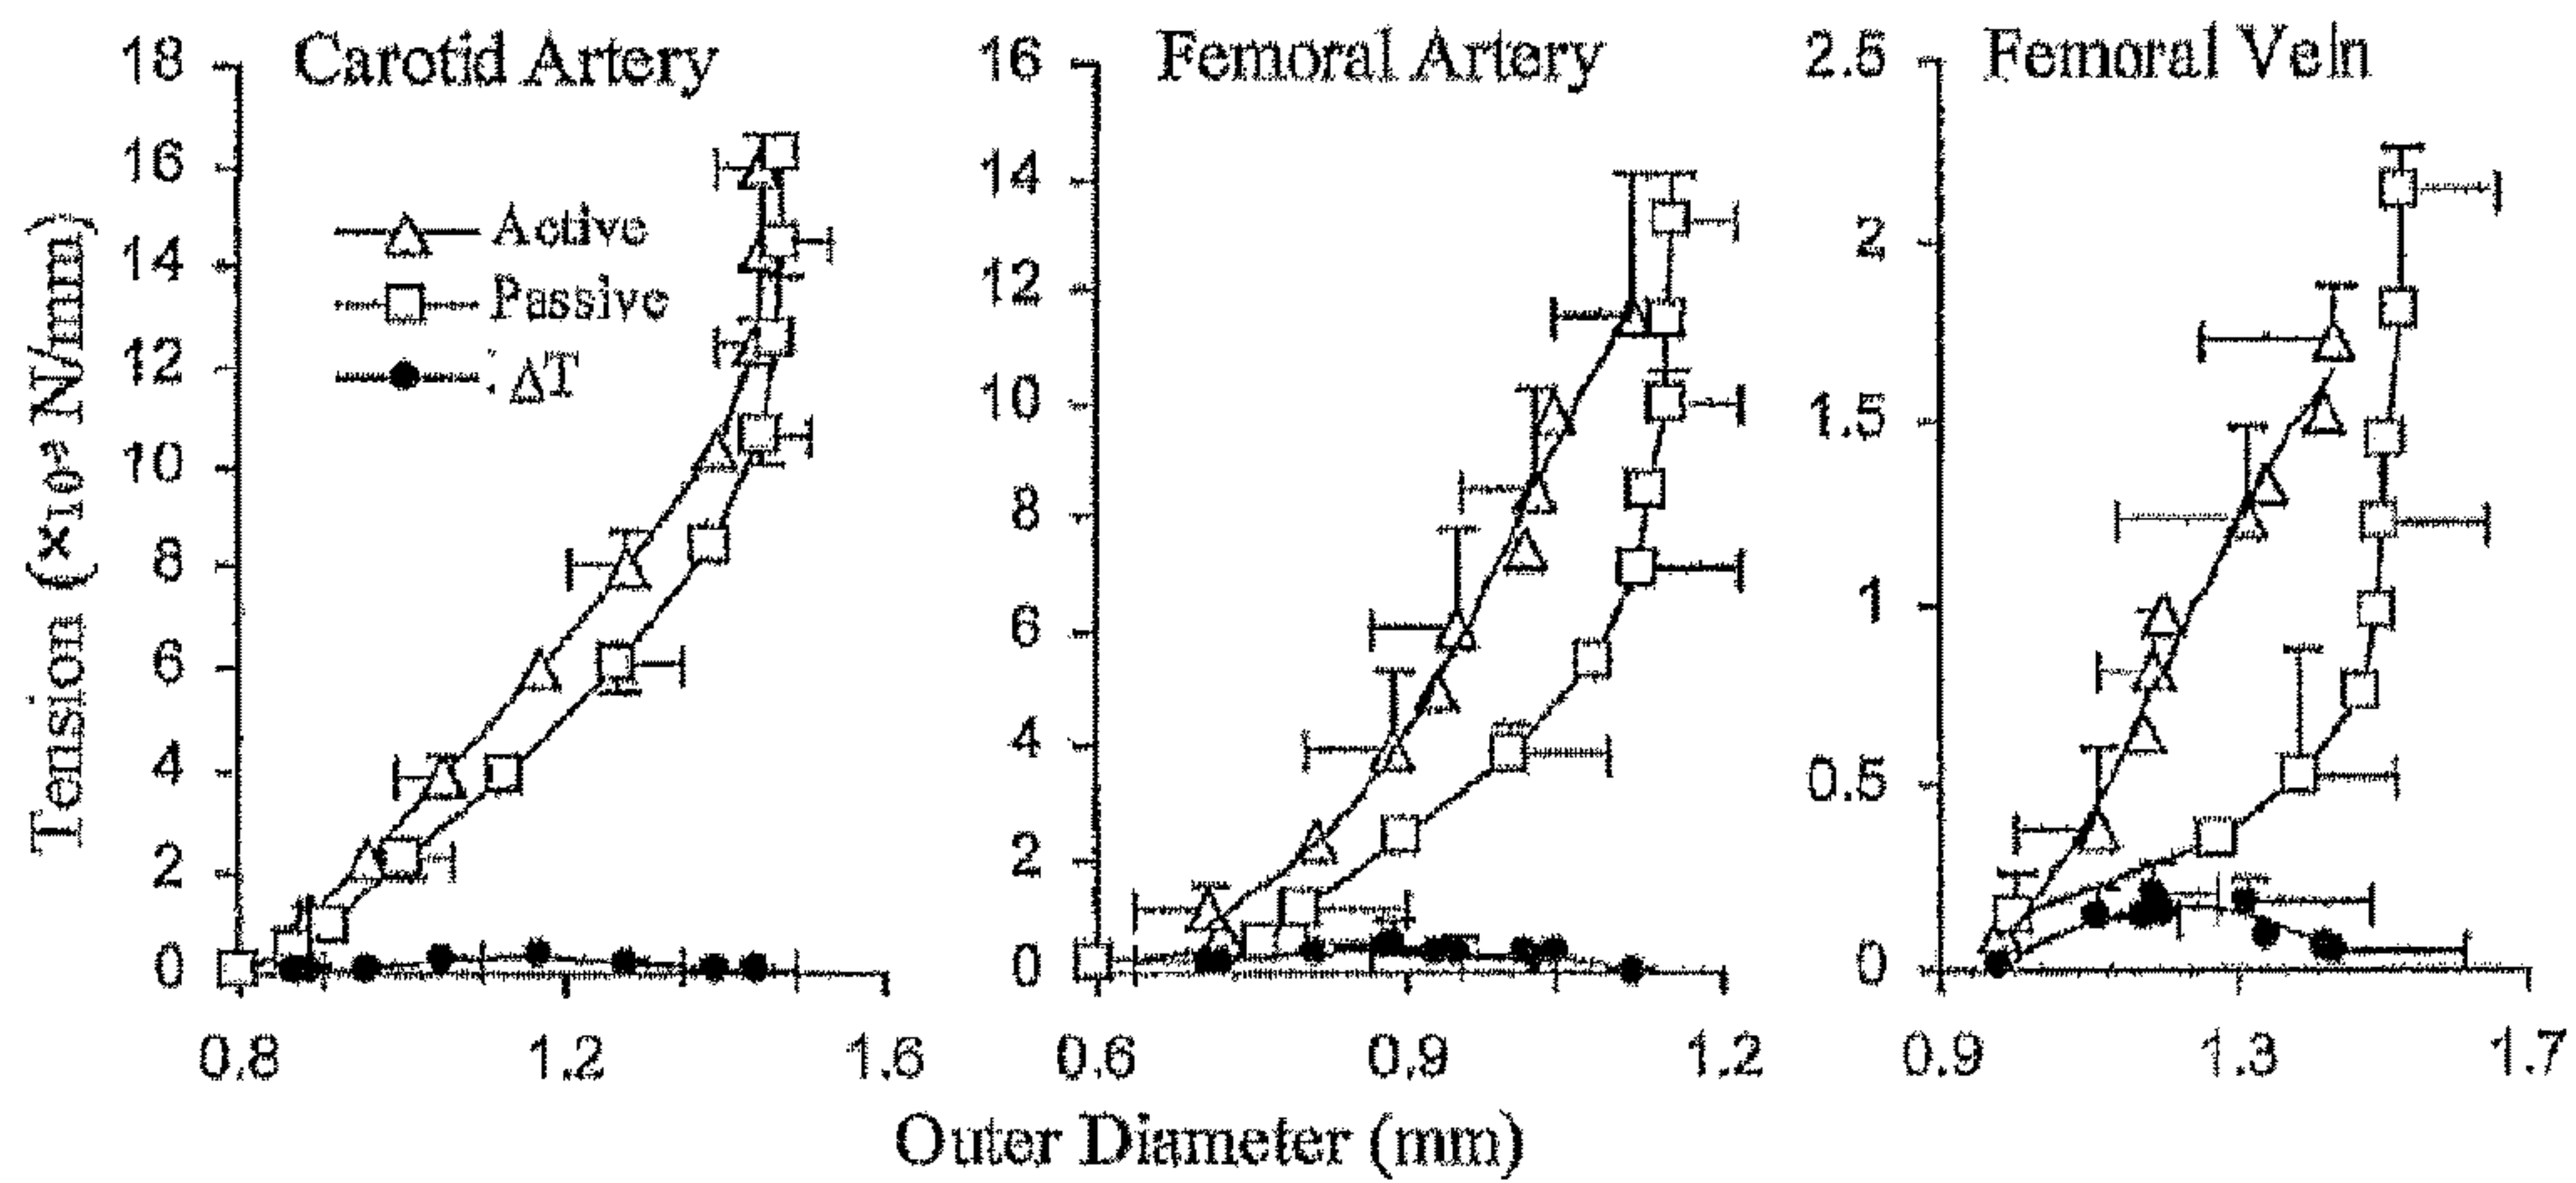 Carotid Artery
Femoral Artery
Femoral Vein
18
16
14
12
10
8
6
4
2
0
16
14
12
10
8
6
4
2
0
2.5
2
1.5
1
0.5
0
Active
Passive
: ΔT
Tension (×10⁻³ N/mm)
0.8 1.2 1.6
0.6 0.9 1.2
0.9 1.3 1.7
Outer Diameter (mm)